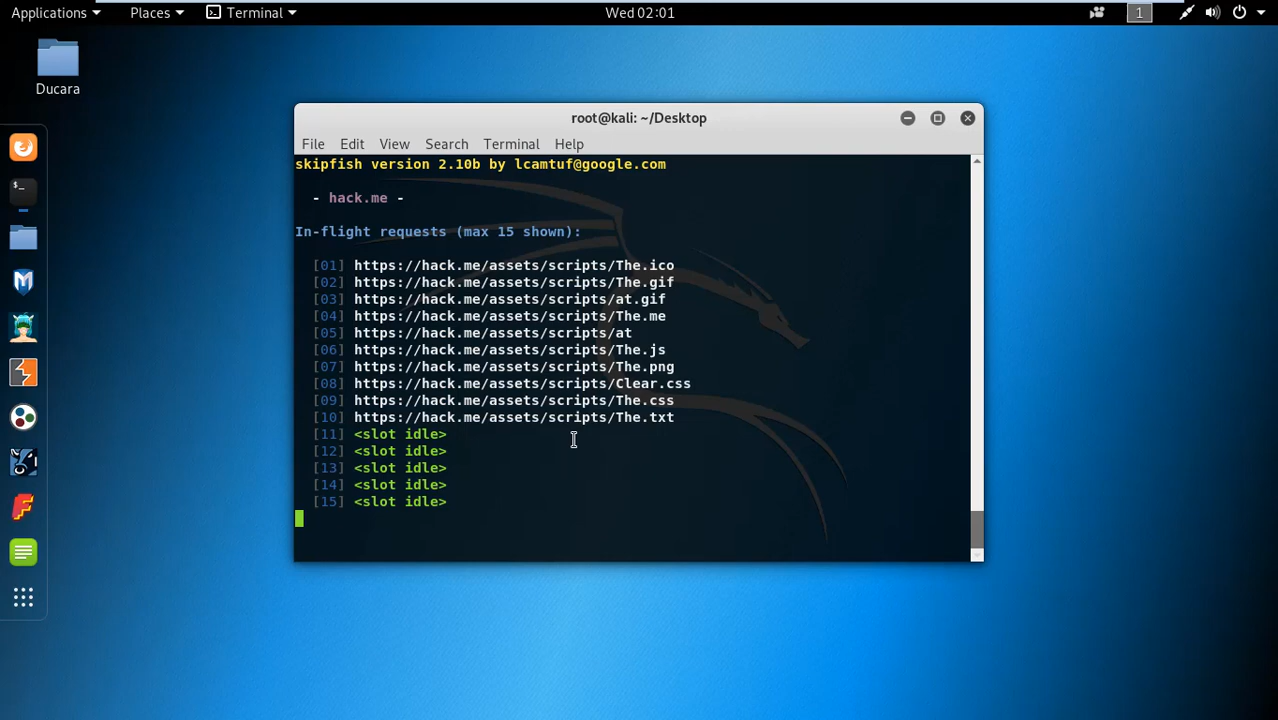 Applications Places Terminal Wed 02:01 1
Ducara
root@kali: ~/Desktop
File Edit View Search Terminal Help
skipfish version 2.10b by lcamtuf@google.com
- hack.me -
In-flight requests (max 15 shown):
[01] https://hack.me/assets/scripts/The.ico
[02] https://hack.me/assets/scripts/The.gif
[03] https://hack.me/assets/scripts/at.gif
[04] https://hack.me/assets/scripts/The.me
[05] https://hack.me/assets/scripts/at
[06] https://hack.me/assets/scripts/The.js
[07] https://hack.me/assets/scripts/The.png
[08] https://hack.me/assets/scripts/Clear.css
[09] https://hack.me/assets/scripts/The.css
[10] https://hack.me/assets/scripts/The.txt
[11] <slot idle>
[12] <slot idle>
[13] <slot idle>
[14] <slot idle>
[15] <slot idle>